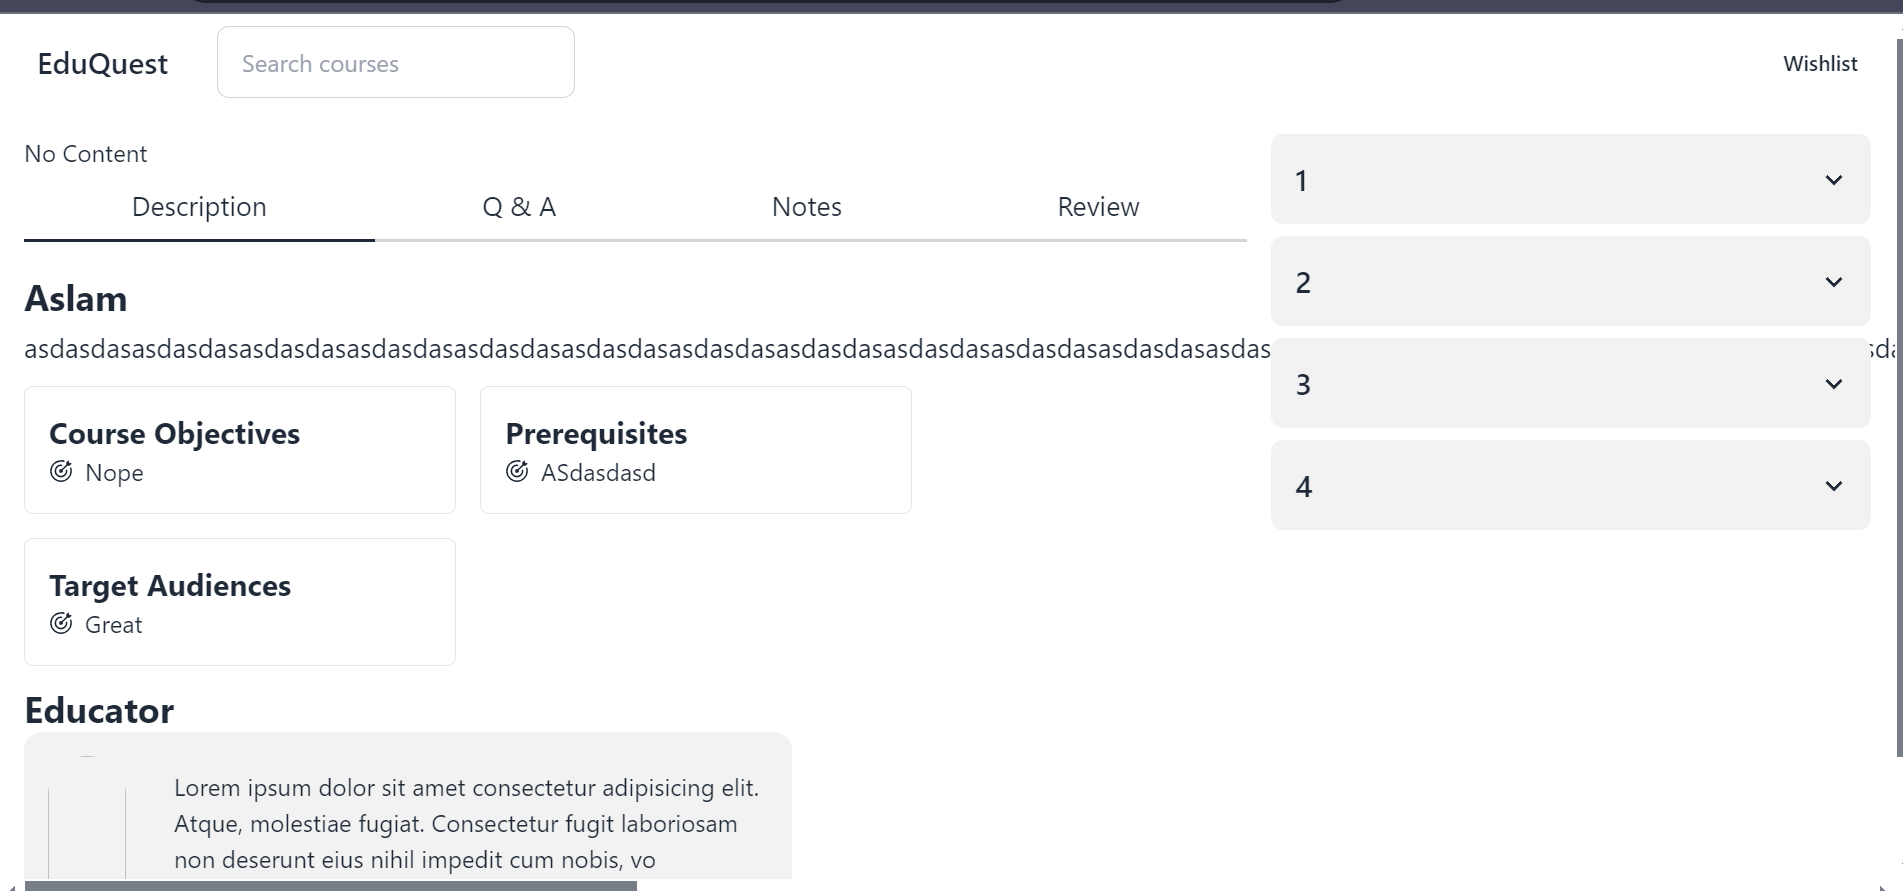 EduQuest
Search courses
Wishlist
No Content
Description
Q & A
Notes
Review
Aslam
Course Objectives
Nope
Prerequisites
ASdasdasd
Target Audiences
Great
Educator
Lorem ipsum dolor sit amet consectetur adipisicing elit.
Atque, molestiae fugiat. Consectetur fugit laboriosam
non deserunt eius nihil impedit cum nobis, vo
1
2
3
4